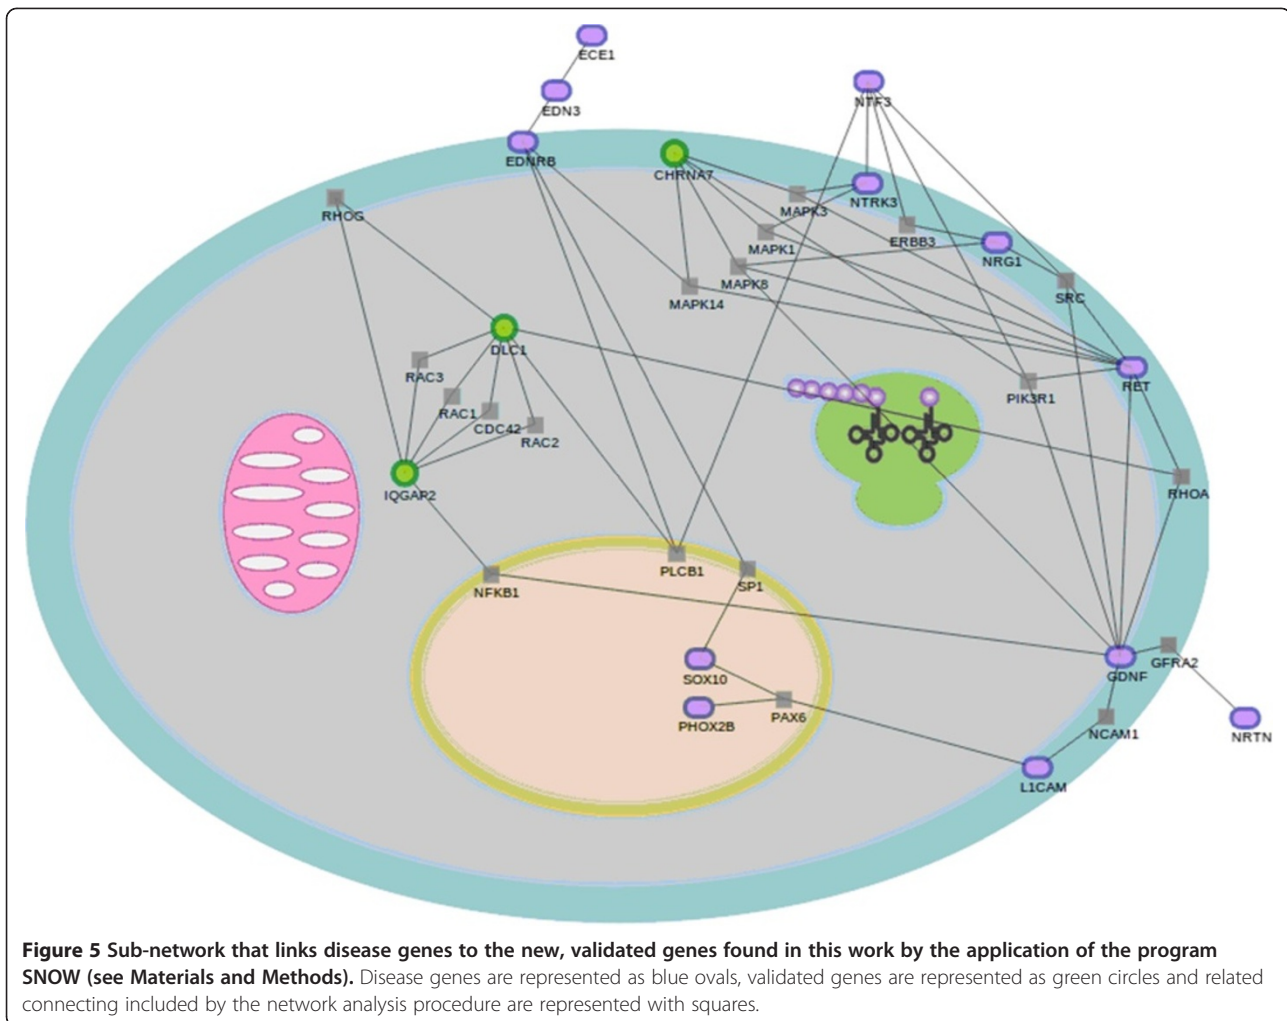 ECE1
EDN3
NTF3
EDNRB
CHRNA7
NTRK3
MAPK3
RHOG
ERBB3
MAPK1
NRG1
MAPK8
SRC
MAPK14
DLC1
RAC3
RET
PIK3R1
RAC1
CDC42
RAC2
IQGAP2
RHOA
PLCB1
SP1
NFKB1
GFRA2
GDNF
SOX10
PAX6
PHOX2B
NCAM1
NRTN
L1CAM
Figure 5 Sub-network that links disease genes to the new, validated genes found in this work by the application of the program
SNOW (see Materials and Methods). Disease genes are represented as blue ovals, validated genes are represented as green circles and related
connecting included by the network analysis procedure are represented with squares.